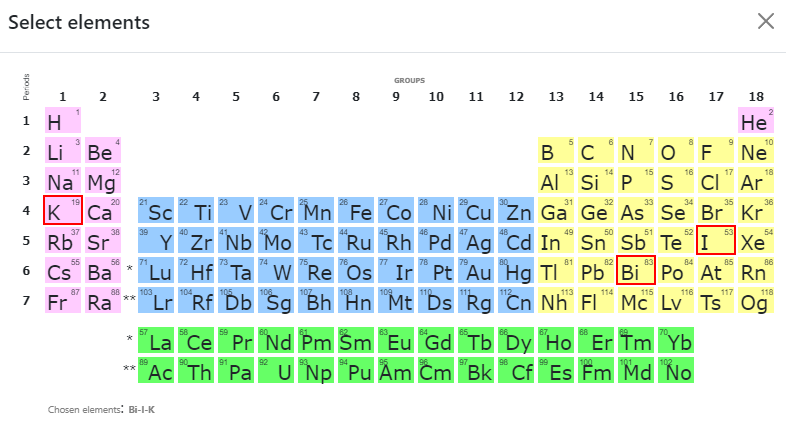 Select elements
Periods
GROUPS
1 2 3 4 5 6 7 8 9 10 11 12 13 14 15 16 17 18
1 H 1 He 2
2 Li 3 Be 4 B 5 C 6 N 7 O 8 F 9 Ne 10
3 Na 11 Mg 12 Al 13 Si 14 P 15 S 16 Cl 17 Ar 18
4 K 19 Ca 20 21 Sc 22 Ti 23 V 24 Cr 25 Mn 26 Fe 27 Co 28 Ni 29 Cu 30 Zn Ga 31 Ge 32 As 33 Se 34 Br 35 Kr 36
5 Rb 37 Sr 38 39 Y 40 Zr 41 Nb 42 Mo 43 Tc 44 Ru 45 Rh 46 Pd 47 Ag 48 Cd In 49 Sn 50 Sb 51 Te 52 I 53 Xe 54
6 Cs 55 Ba 56 * 71 Lu 72 Hf 73 Ta 74 W 75 Re 76 Os 77 Ir 78 Pt 79 Au 80 Hg Tl 81 Pb 82 Bi 83 Po 84 At 85 Rn 86
7 Fr 87 Ra 88 ** 103 Lr 104 Rf 105 Db 106 Sg 107 Bh 108 Hn 109 Mt 110 Ds 111 Rg 112 Cn Nh 113 Fl 114 Mc 115 Lv 116 Ts 117 Og 118
* 57 La 58 Ce 59 Pr 60 Nd 61 Pm 62 Sm 63 Eu 64 Gd 65 Tb 66 Dy 67 Ho 68 Er 69 Tm 70 Yb
** 89 Ac 90 Th 91 Pa 92 U 93 Np 94 Pu 95 Am 96 Cm 97 Bk 98 Cf 99 Es 100 Fm 101 Md 102 No
Chosen elements: Bi-I-K